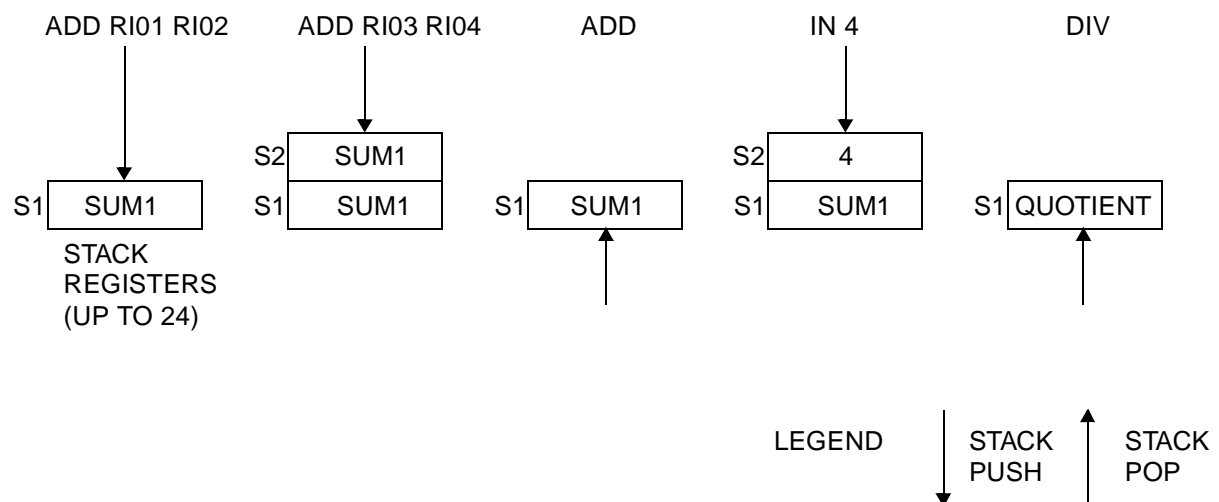 ADD RI01 RI02
ADD RI03 RI04
ADD
IN 4
DIV
S2 SUM1
S2 4
S1 SUM1
S1 SUM1
S1 SUM1
S1 SUM1
S1 QUOTIENT
STACK
REGISTERS
(UP TO 24)
LEGEND
STACK
PUSH
STACK
POP